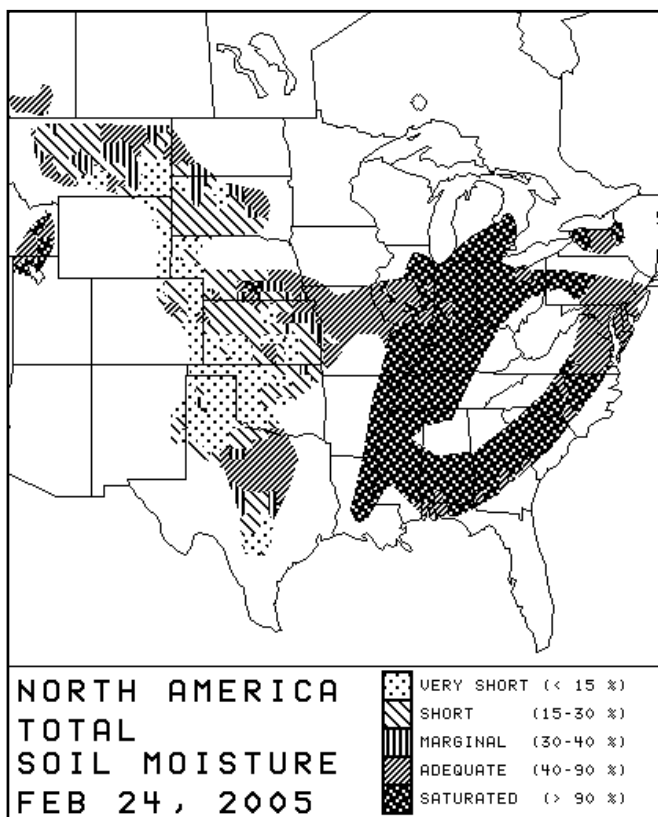 NORTH AMERICA
TOTAL
SOIL MOISTURE
FEB 24, 2005
VERY SHORT (< 15 %)
SHORT (15-30 %)
MARGINAL (30-40 %)
ADEQUATE (40-90 %)
SATURATED (> 90 %)